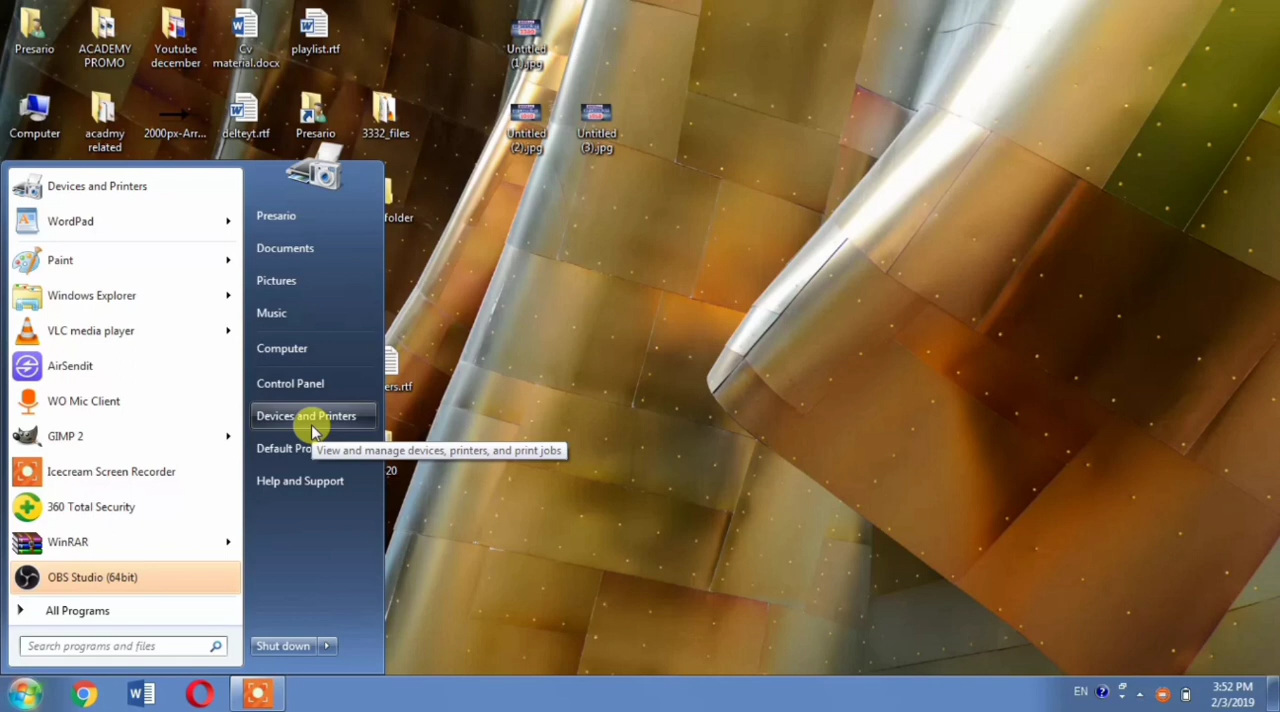 Presario
ACADEMY
PROMO
Youtube
december
Cv
material.docx
playlist.rtf
Untitled
(1).jpg
Computer
acadmy
related
2000px-Arr...
delteyt.rtf
Presario
3332_files
Untitled
(2).jpg
Untitled
(3).jpg
folder
ers.rtf
20
Devices and Printers
WordPad
Paint
Windows Explorer
VLC media player
AirSendit
WO Mic Client
GIMP 2
Icecream Screen Recorder
360 Total Security
WinRAR
OBS Studio (64bit)
All Programs
Search programs and files
Presario
Documents
Pictures
Music
Computer
Control Panel
Devices and Printers
Default Pro
View and manage devices, printers, and print jobs
Help and Support
Shut down
EN
3:52 PM
2/3/2019